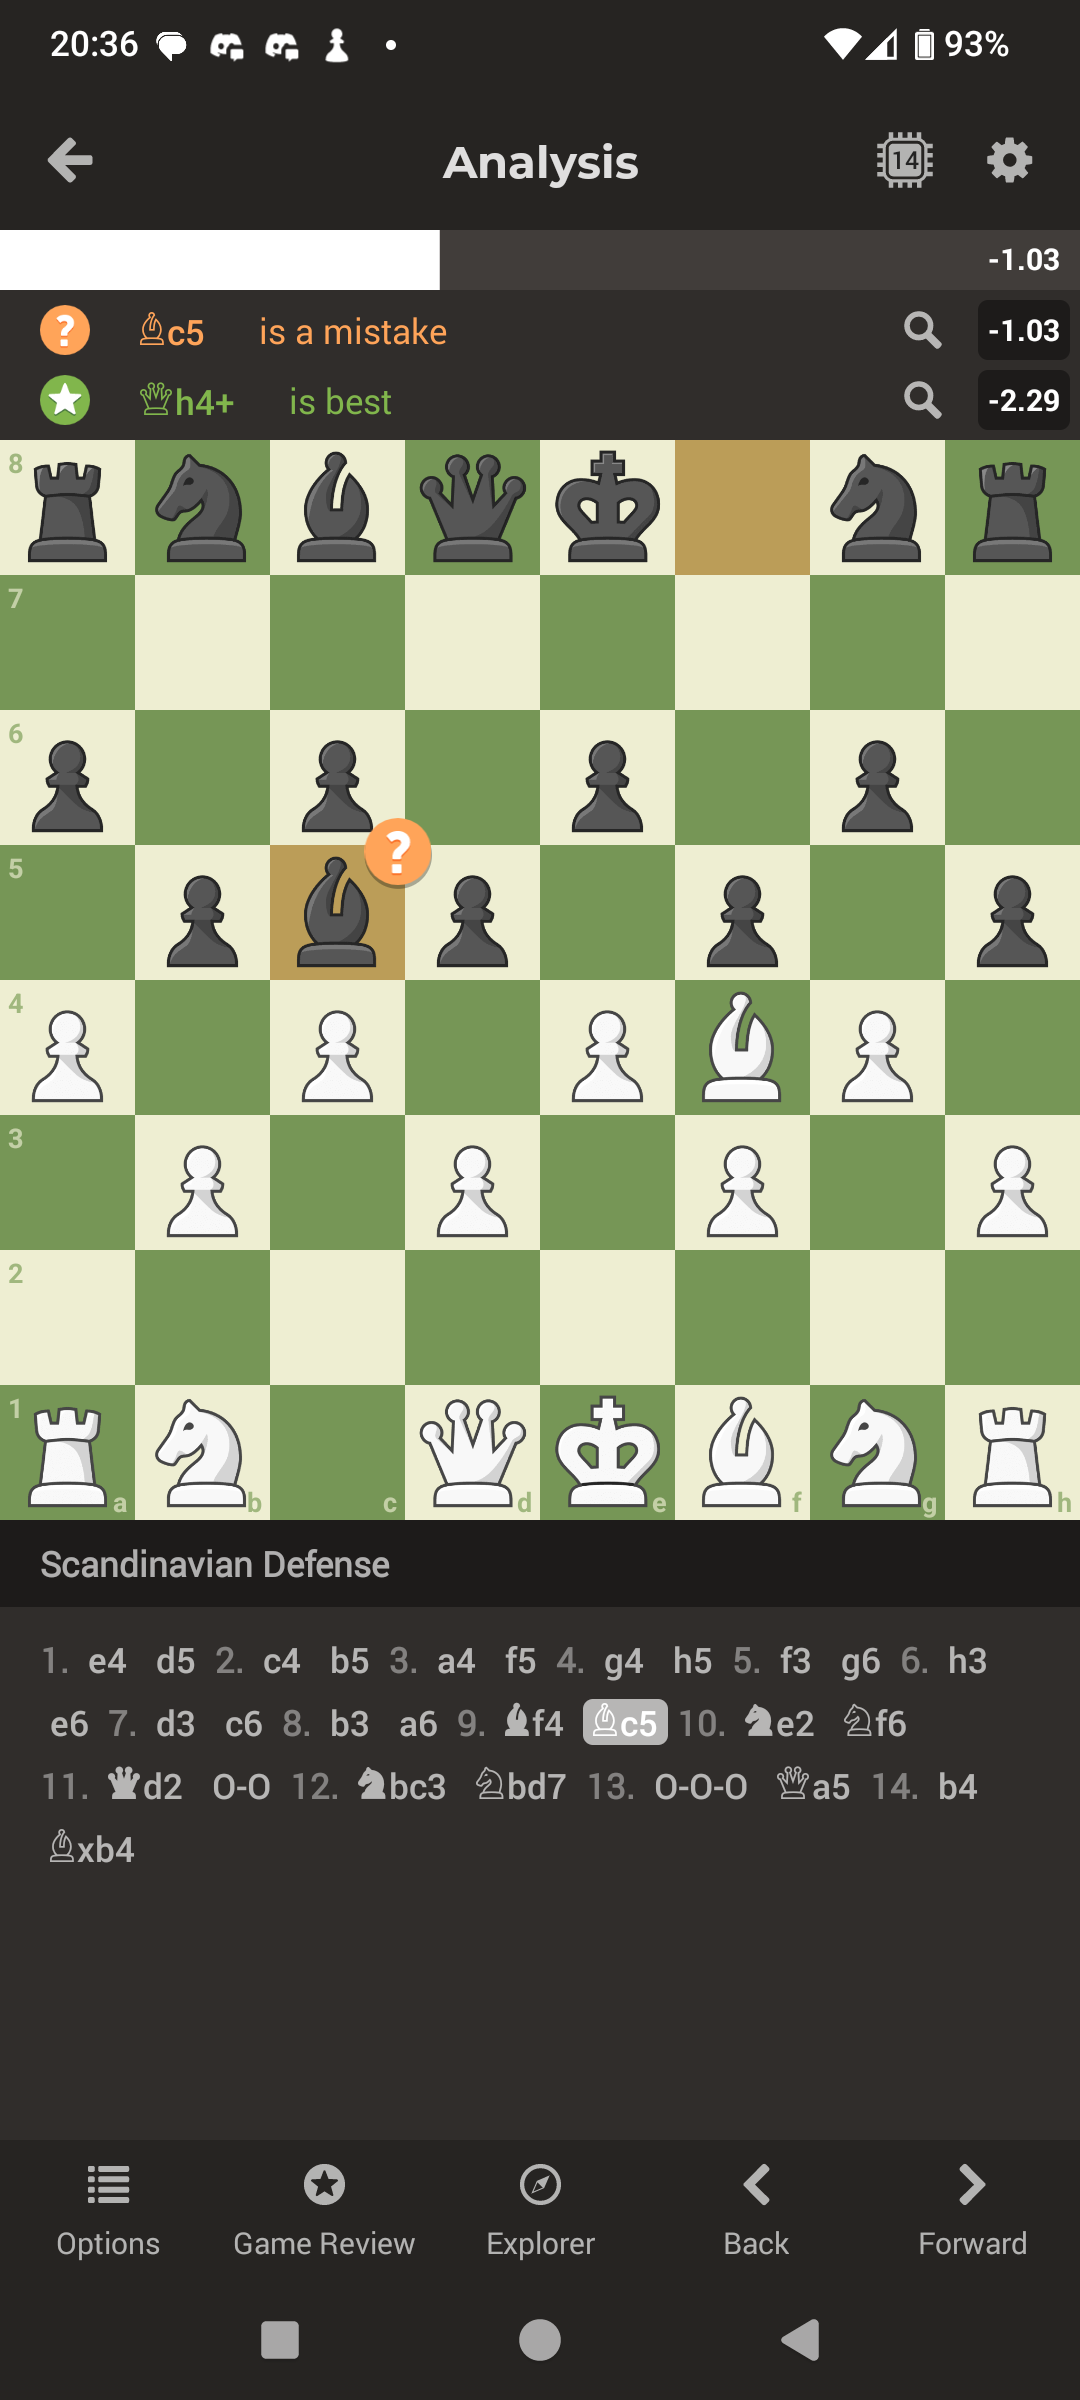 20:36 93%
Analysis 14
-1.03
? ♗c5 is a mistake -1.03
♕h4+ is best -2.29
8
7
6
?
5
4
3
2
1
a b c d e f g h
Scandinavian Defense
1. e4 d5 2. c4 b5 3. a4 f5 4. g4 h5 5. f3 g6 6. h3
e6 7. d3 c6 8. b3 a6 9. ♝f4 ♗c5 10. ♞e2 ♘f6
11. ♛d2 O-O 12. ♞bc3 ♘bd7 13. O-O-O ♕a5 14. b4
♗xb4
Options Game Review Explorer Back Forward